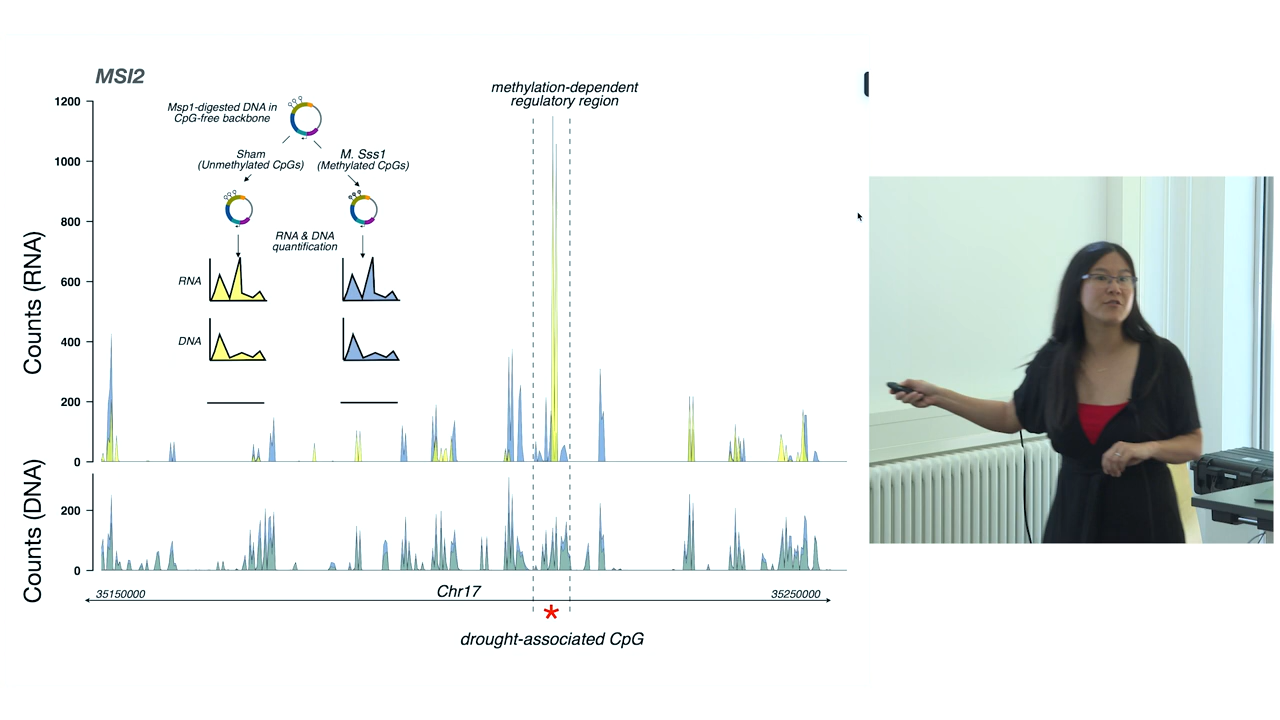 MSI2
methylation-dependent
regulatory region
1200
1000
800
600
400
200
0
Counts (RNA)
Msp1-digested DNA in
CpG-free backbone
Sham
(Unmethylated CpGs)
M. Sss1
(Methylated CpGs)
RNA & DNA
quantification
RNA
DNA
200
0
Counts (DNA)
35150000
Chr17
35250000
*
drought-associated CpG